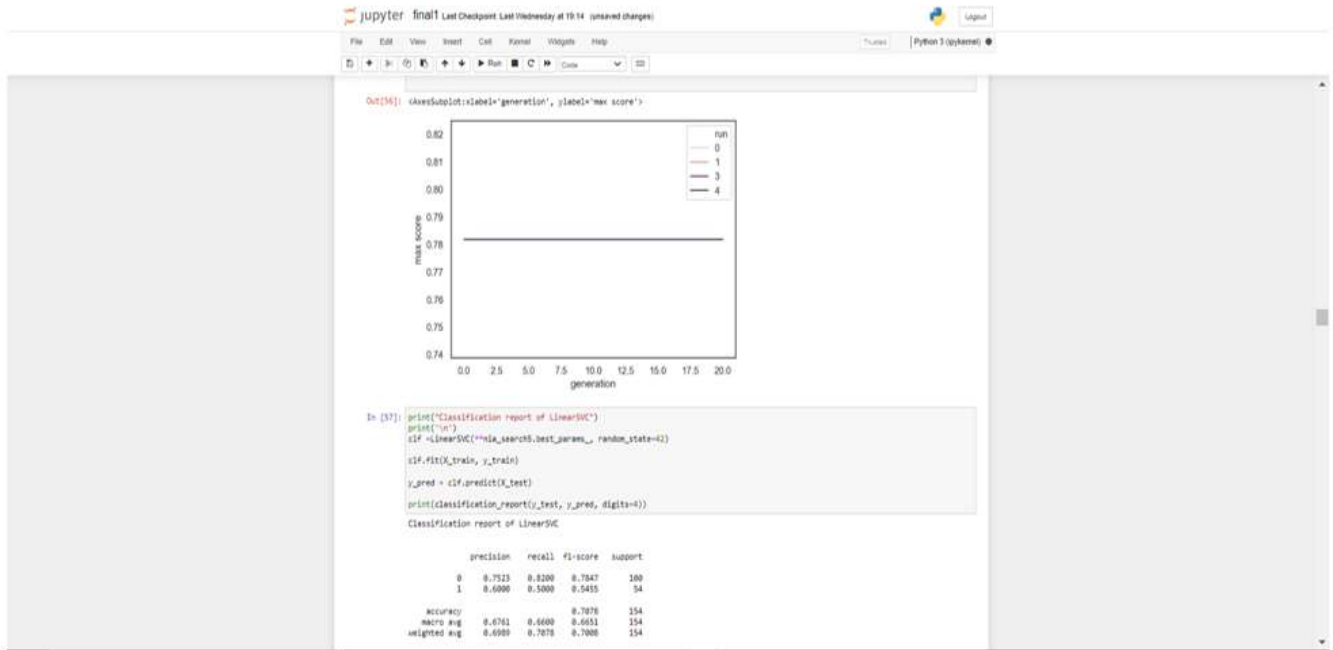 jupyter final1 Last Checkpoint: Last Wednesday at 19:14 (unsaved changes)
Logout
File Edit View Insert Cell Kernel Widgets Help
Trusted
Python 3 (ipykernel)
Run
Code
Out[56]: <AxesSubplot:xlabel='generation', ylabel='max score'>
run
0
1
3
4
0.82
0.81
0.80
0.79
0.78
0.77
0.76
0.75
0.74
max score
0.0 2.5 5.0 7.5 10.0 12.5 15.0 17.5 20.0
generation
In [57]: print("Classification report of LinearSVC")
print('\n')
clf =LinearSVC(**nia_search5.best_params_, random_state=42)
clf.fit(X_train, y_train)
y_pred = clf.predict(X_test)
print(classification_report(y_test, y_pred, digits=4))
Classification report of LinearSVC
precision recall f1-score support
0 0.7523 0.8200 0.7847 100
1 0.6000 0.5000 0.5455 54
accuracy 0.7078 154
macro avg 0.6761 0.6600 0.6651 154
weighted avg 0.6989 0.7078 0.7008 154